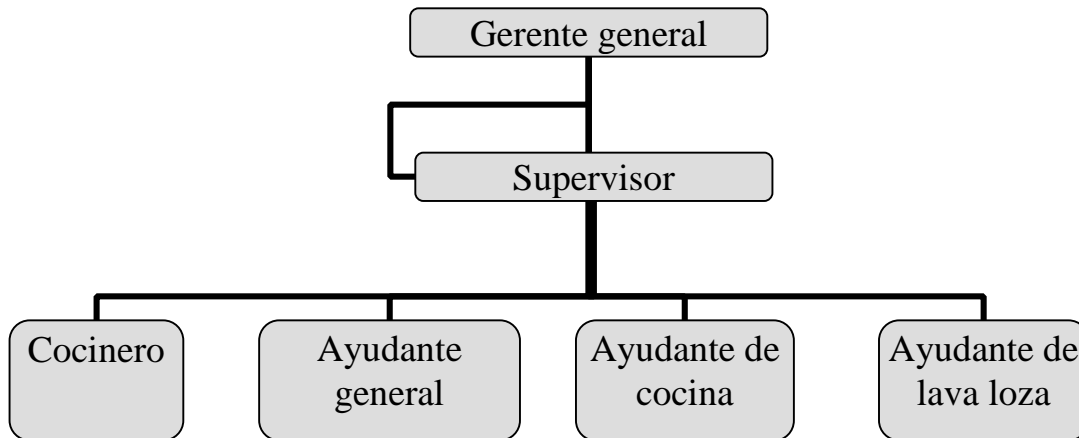 Gerente general
Supervisor
Cocinero
Ayudante
general
Ayudante de
cocina
Ayudante de
lava loza